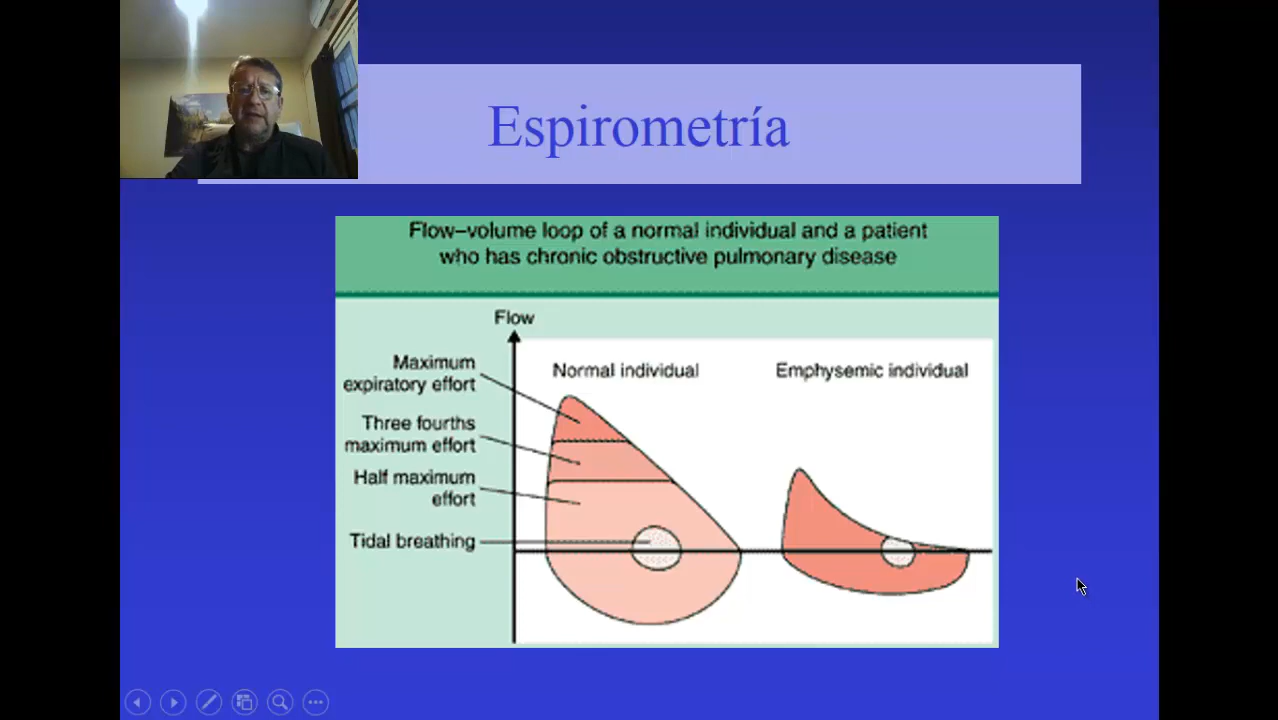 Espirometría
Flow–volume loop of a normal individual and a patient
who has chronic obstructive pulmonary disease
Flow
Normal individual
Emphysemic individual
Maximum
expiratory effort
Three fourths
maximum effort
Half maximum
effort
Tidal breathing